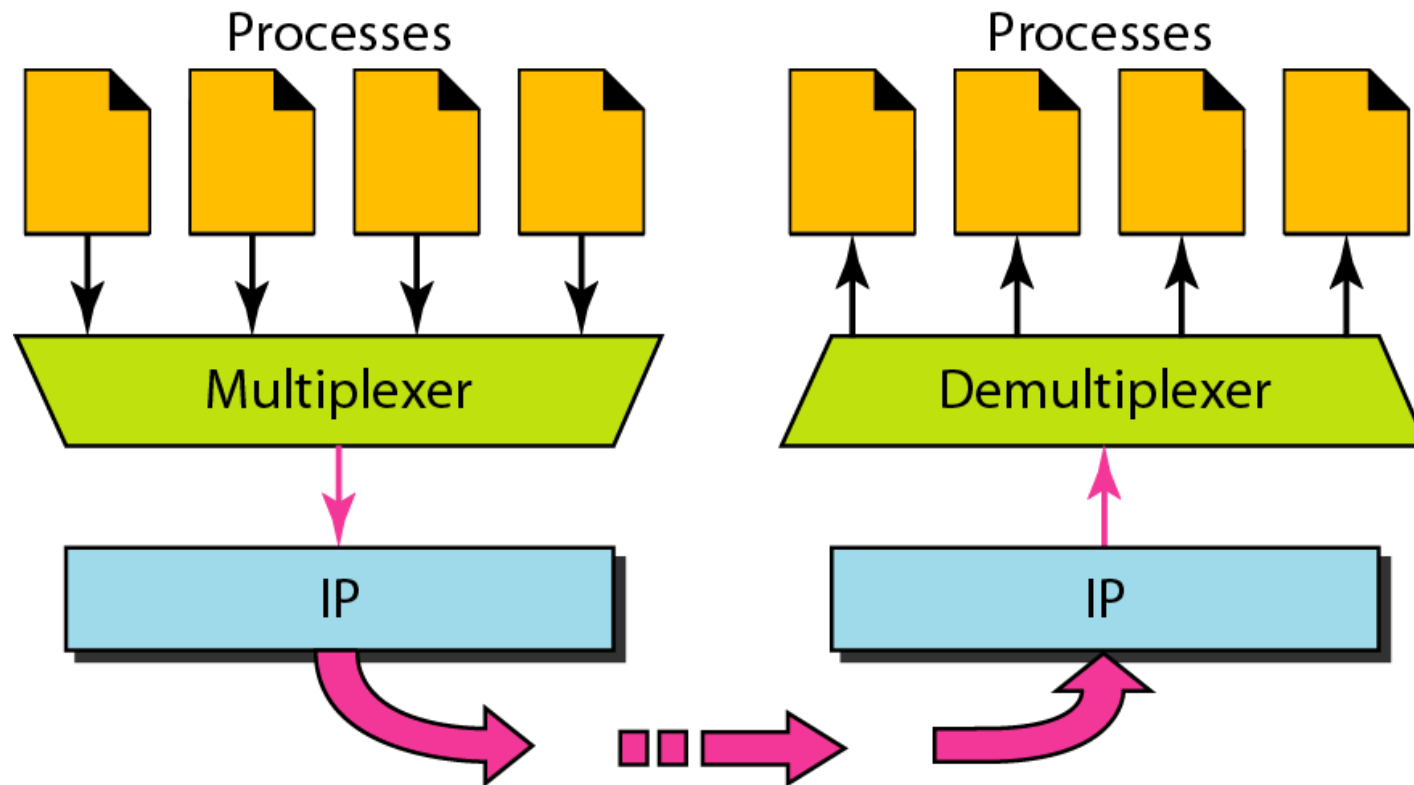 Processes
Processes
Multiplexer
Demultiplexer
IP
IP